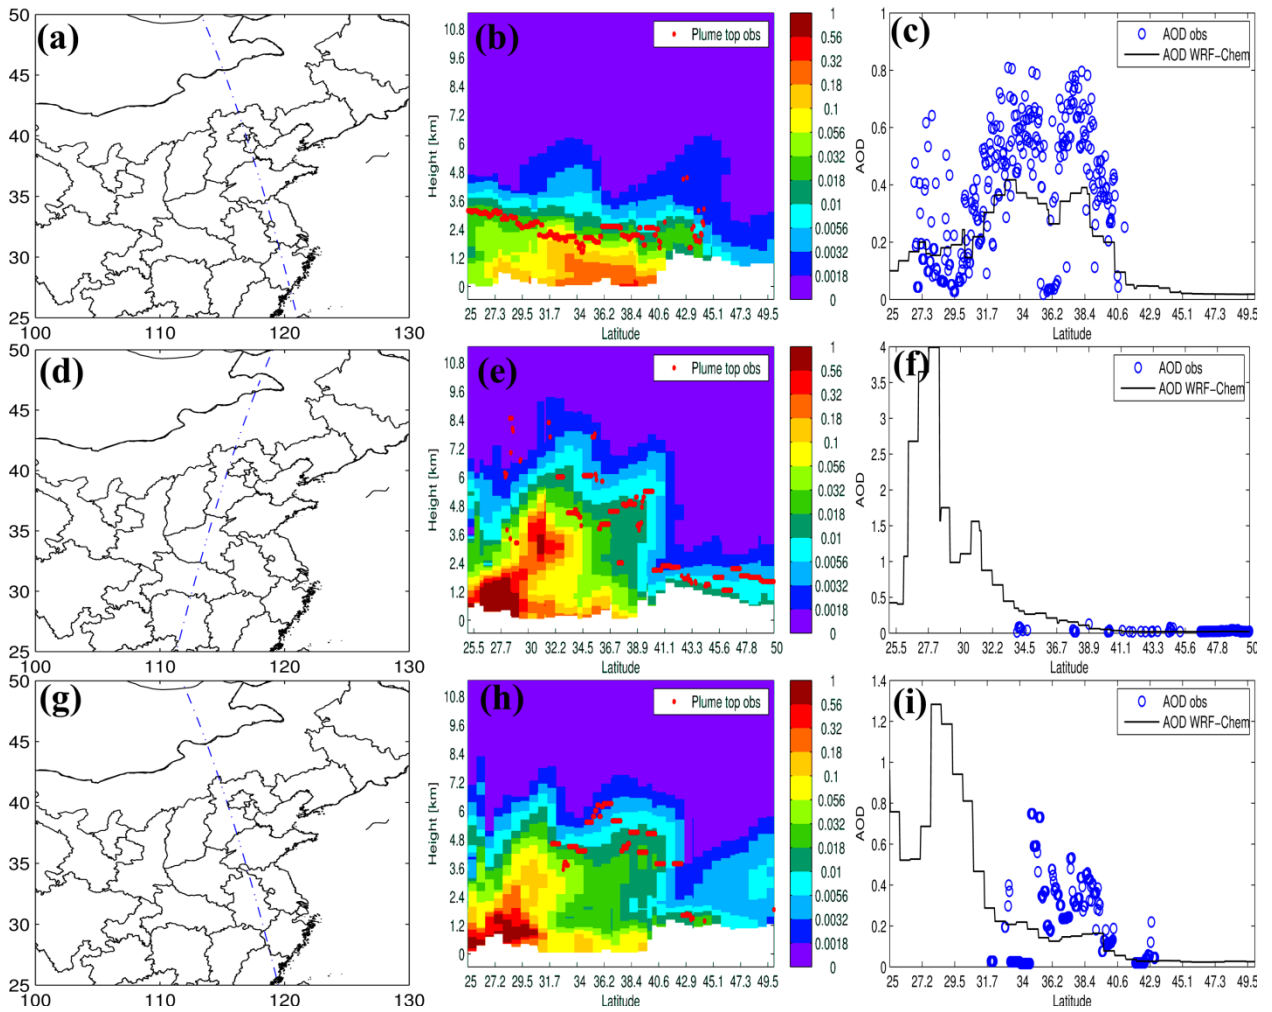 (a)
50
45
40
35
30
25
100 110 120 130
(b)
Plume top obs
Height [km]
10.8
9.6
8.4
7.2
6
4.8
3.6
2.4
1.2
0
25 27.3 29.5 31.7 34 36.2 38.4 40.6 42.9 45.1 47.3 49.5
Latitude
1
0.56
0.32
0.18
0.1
0.056
0.032
0.018
0.01
0.0056
0.0032
0.0018
0
(c)
AOD obs
AOD WRF-Chem
AOD
1
0.8
0.6
0.4
0.2
0
25 27.3 29.5 31.7 34 36.2 38.4 40.6 42.9 45.1 47.3 49.5
Latitude
(d)
50
45
40
35
30
25
100 110 120 130
(e)
Plume top obs
Height [km]
10.8
9.6
8.4
7.2
6
4.8
3.6
2.4
1.2
0
25.5 27.7 30 32.2 34.4 36.6 38.9 41.1 43.3 45.5 47.8 50
Latitude
1
0.56
0.32
0.18
0.1
0.056
0.032
0.018
0.01
0.0056
0.0032
0.0018
0
(f)
AOD obs
AOD WRF-Chem
AOD
4
3.5
3
2.5
2
1.5
1
0.5
0
25.5 27.7 30 32.2 34.4 36.6 38.9 41.1 43.3 45.5 47.8 50
Latitude
(g)
50
45
40
35
30
25
100 110 120 130
(h)
Plume top obs
Height [km]
10.8
9.6
8.4
7.2
6
4.8
3.6
2.4
1.2
0
25 27.2 29.5 31.7 34 36.2 38.4 40.6 42.9 45.1 47.3 49.5
Latitude
1
0.56
0.32
0.18
0.1
0.056
0.032
0.018
0.01
0.0056
0.0032
0.0018
0
(i)
AOD obs
AOD WRF-Chem
AOD
1.4
1.2
1
0.8
0.6
0.4
0.2
0
25 27.2 29.5 31.7 34 36.2 38.4 40.6 42.9 45.1 47.3 49.5
Latitude